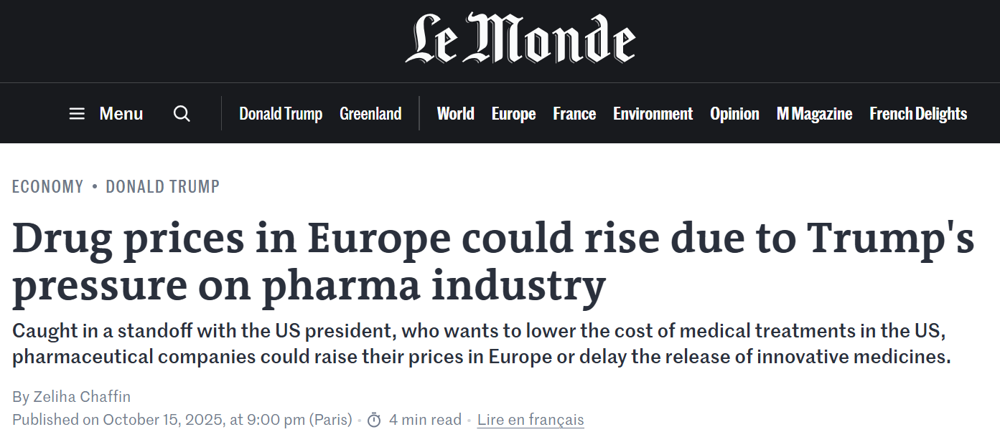 Le Monde
Menu Donald Trump Greenland World Europe France Environment Opinion M Magazine French Delights
ECONOMY • DONALD TRUMP
Drug prices in Europe could rise due to Trump's
pressure on pharma industry
Caught in a standoff with the US president, who wants to lower the cost of medical treatments in the US,
pharmaceutical companies could raise their prices in Europe or delay the release of innovative medicines.
By Zeliha Chaffin
Published on October 15, 2025, at 9:00 pm (Paris) • 4 min read • Lire en français